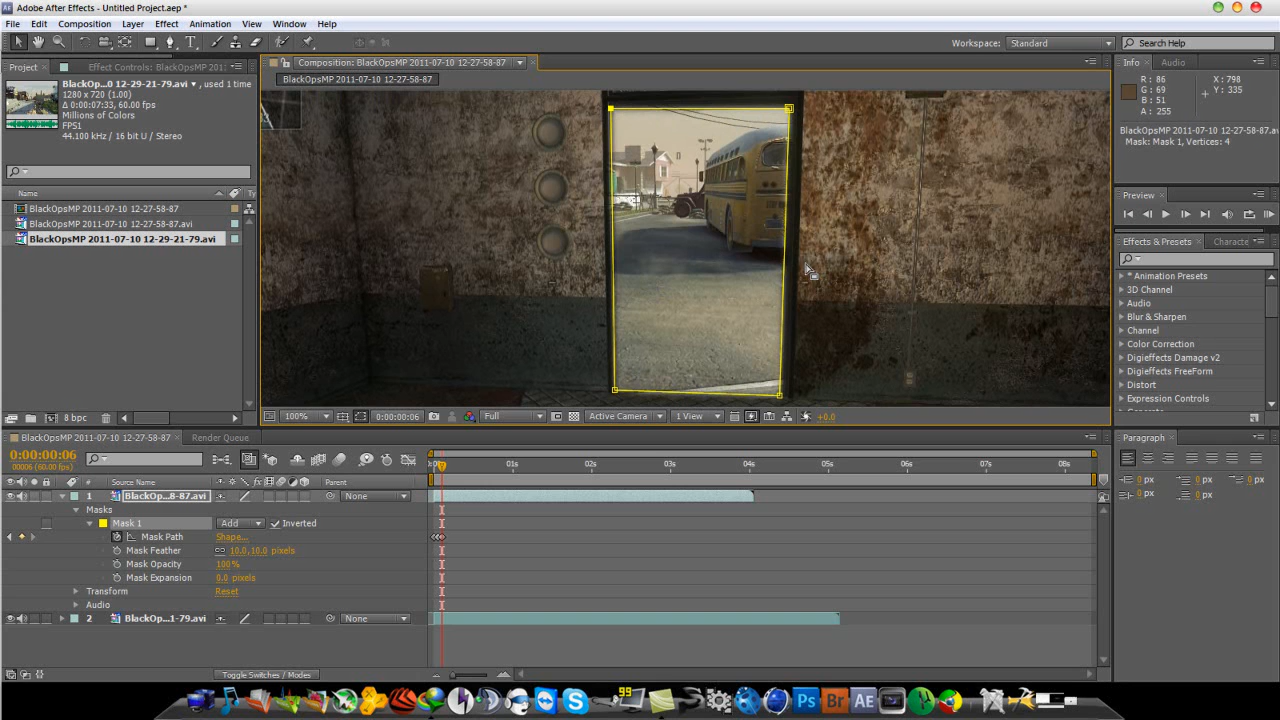 Adobe After Effects - Untitled Project.aep *
File Edit Composition Layer Effect Animation View Window Help
Workspace: Standard Search Help
Project Effect Controls: BlackOpsMP 201
BlackOp...0 12-29-21-79.avi , used 1 time
1280 x 720 (1.00)
Δ 0:00:07:33, 60.00 fps
Millions of Colors
FPS1
44.100 kHz / 16 bit U / Stereo
Name Ty
BlackOpsMP 2011-07-10 12-27-58-87
BlackOpsMP 2011-07-10 12-27-58-87.avi
BlackOpsMP 2011-07-10 12-29-21-79.avi
8 bpc
Composition: BlackOpsMP 2011-07-10 12-27-58-87
BlackOpsMP 2011-07-10 12-27-58-87
100% 0:00:00:06 Full Active Camera 1 View +0.0
Info Audio
R : 86 X : 798
G : 69 Y : 335
B : 51
A : 255
BlackOpsMP 2011-07-10 12-27-58-87.avi
Mask: Mask 1, Vertices: 4
Preview
Effects & Presets Characte
* Animation Presets
3D Channel
Audio
Blur & Sharpen
Channel
Color Correction
Digieffects Damage v2
Digieffects FreeForm
Distort
Expression Controls
BlackOpsMP 2011-07-10 12-27-58-87 Render Queue
0:00:00:06
00006 (60.00 fps)
01s 02s 03s 04s 05s 06s 07s 08s
# Source Name Parent
1 BlackOp...8-87.avi None
Masks
Mask 1 Add Inverted
Mask Path Shape...
Mask Feather 10.0,10.0 pixels
Mask Opacity 100%
Mask Expansion 0.0 pixels
Transform Reset
Audio
2 BlackOp...1-79.avi None
Toggle Switches / Modes
Paragraph
0 px 0 px 0 px
0 px 0 px
99
Ps Br AE